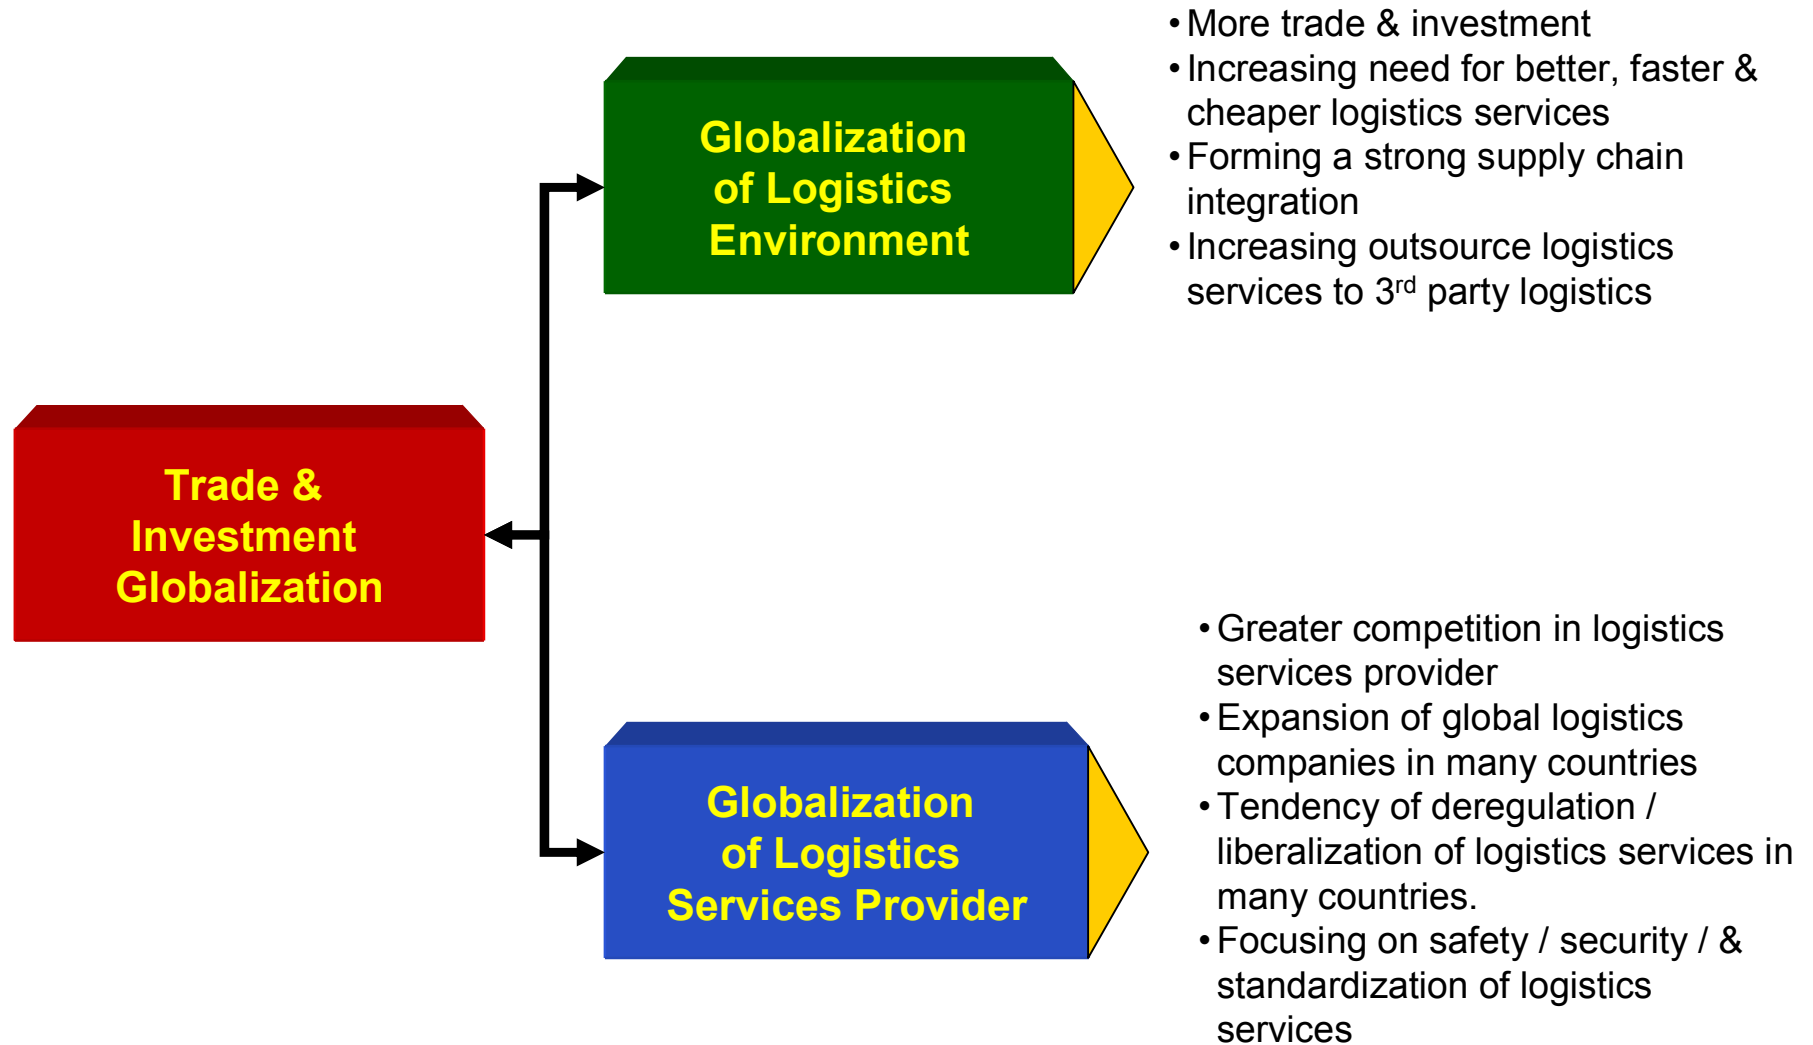 Trade &
Investment
Globalization
Globalization
of Logistics
Environment
• More trade & investment
• Increasing need for better, faster &
cheaper logistics services
• Forming a strong supply chain
integration
• Increasing outsource logistics
services to 3rd party logistics
Globalization
of Logistics
Services Provider
• Greater competition in logistics
services provider
• Expansion of global logistics
companies in many countries
• Tendency of deregulation /
liberalization of logistics services in
many countries.
• Focusing on safety / security / &
standardization of logistics
services